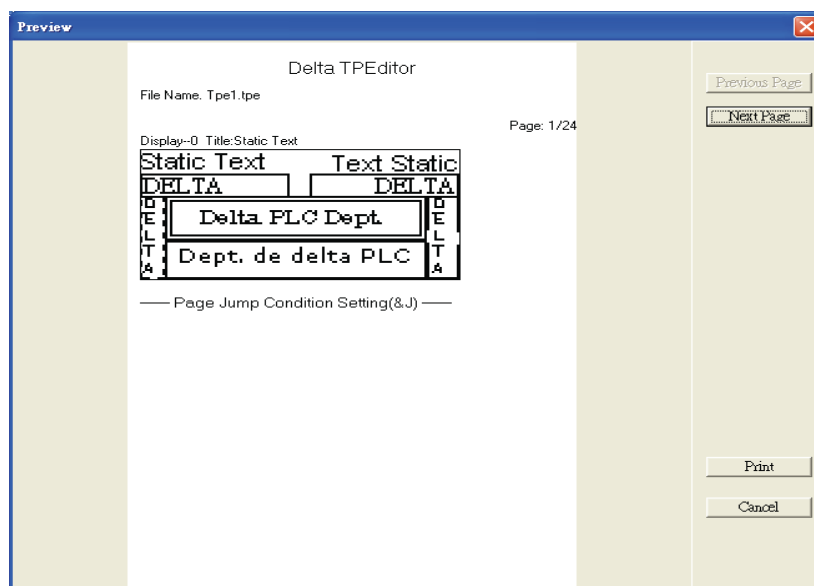 Preview
Delta TPEditor
File Name. Tpe1.tpe
Page: 1/24
Display--0 Title:Static Text
Static Text Text Static
DELTA DELTA
DELTA
Delta PLC Dept.
DELTA
Dept. de delta PLC
Page Jump Condition Setting(&J)
Previous Page
Next Page
Print
Cancel